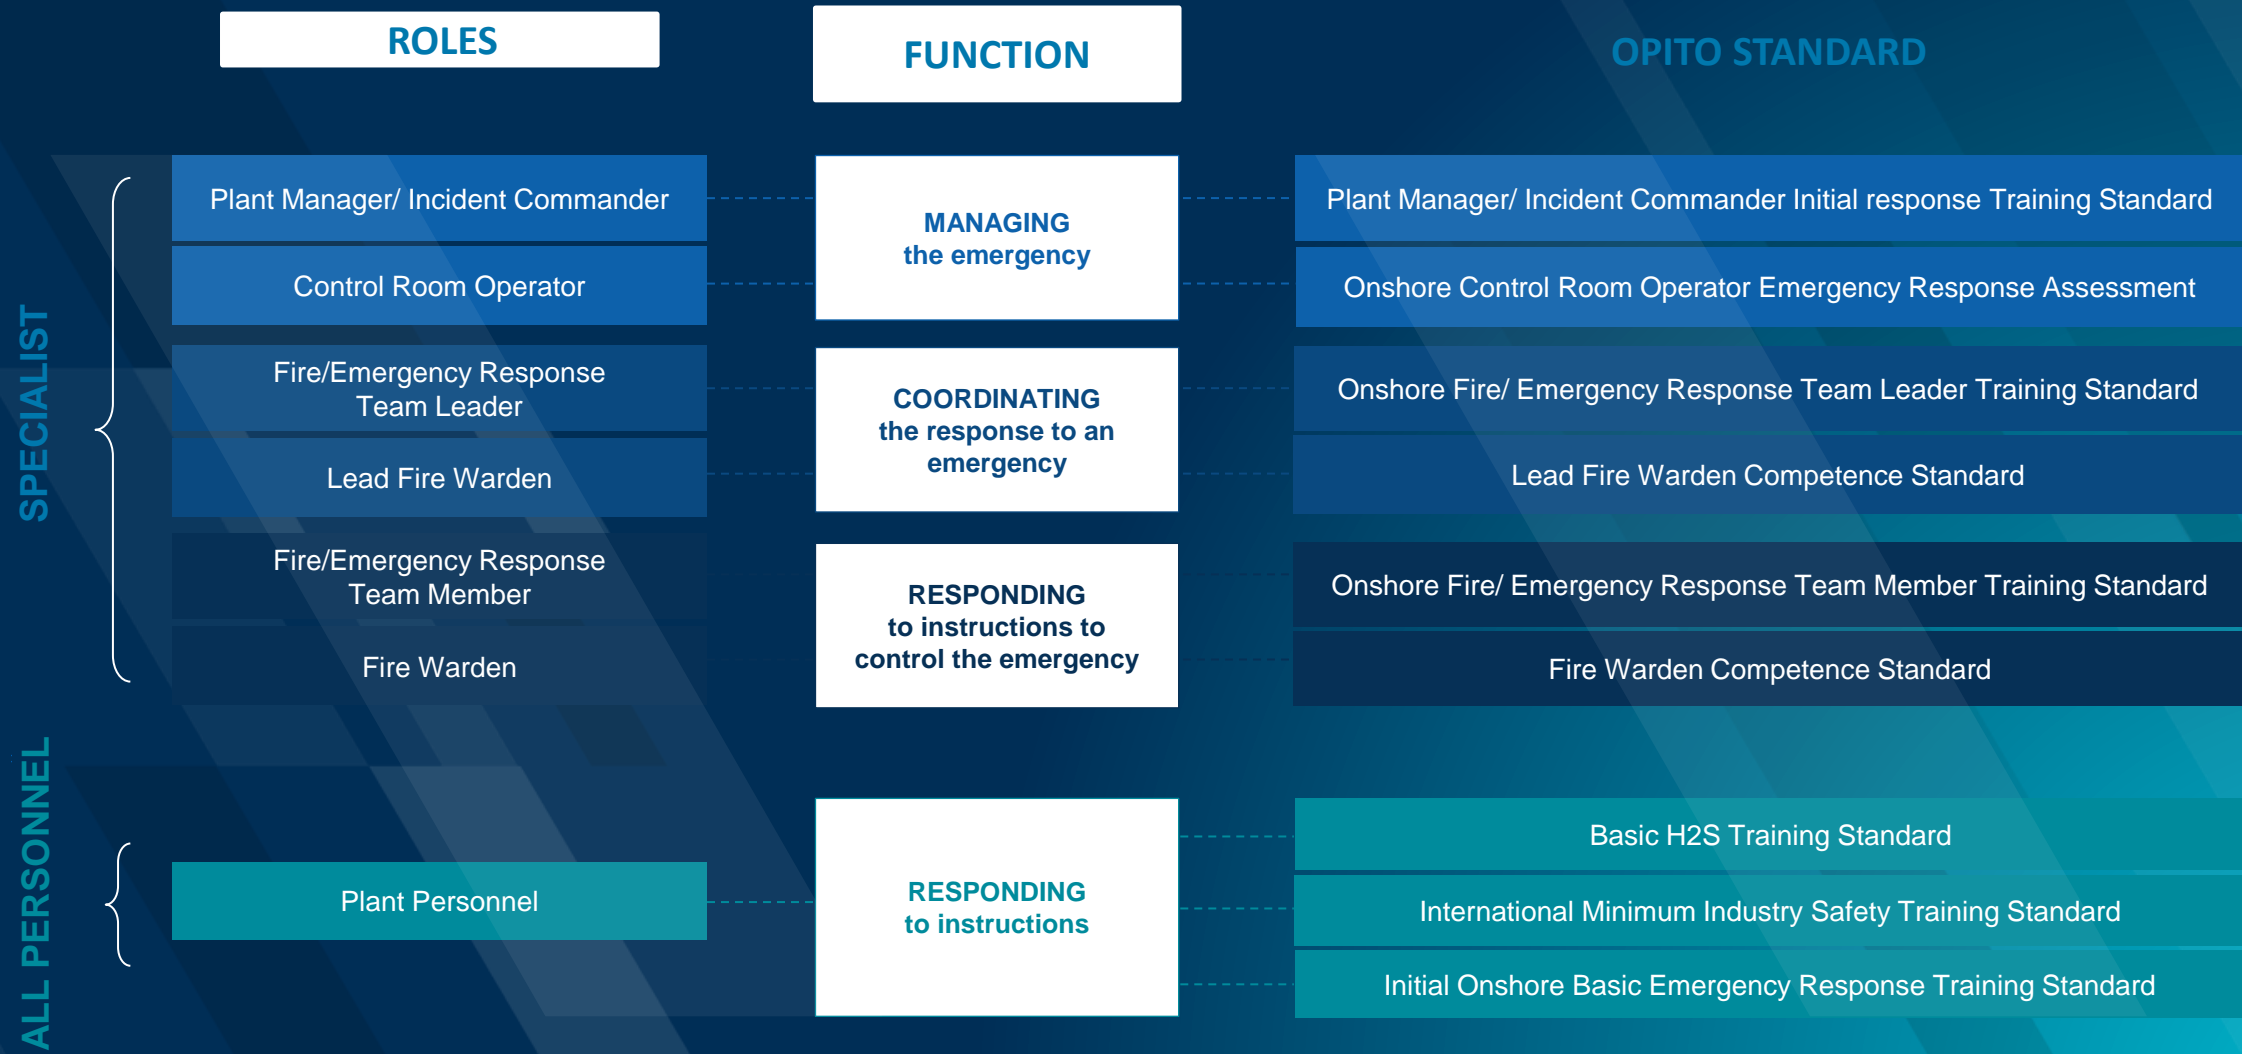 ROLES
FUNCTION
OPITO STANDARD
SPECIALIST
Plant Manager/ Incident Commander
MANAGING
the emergency
Plant Manager/ Incident Commander Initial response Training Standard
Control Room Operator
Onshore Control Room Operator Emergency Response Assessment
Fire/Emergency Response
Team Leader
COORDINATING
the response to an
emergency
Onshore Fire/ Emergency Response Team Leader Training Standard
Lead Fire Warden
Lead Fire Warden Competence Standard
Fire/Emergency Response
Team Member
RESPONDING
to instructions to
control the emergency
Onshore Fire/ Emergency Response Team Member Training Standard
Fire Warden
Fire Warden Competence Standard
ALL PERSONNEL
Plant Personnel
RESPONDING
to instructions
Basic H2S Training Standard
International Minimum Industry Safety Training Standard
Initial Onshore Basic Emergency Response Training Standard